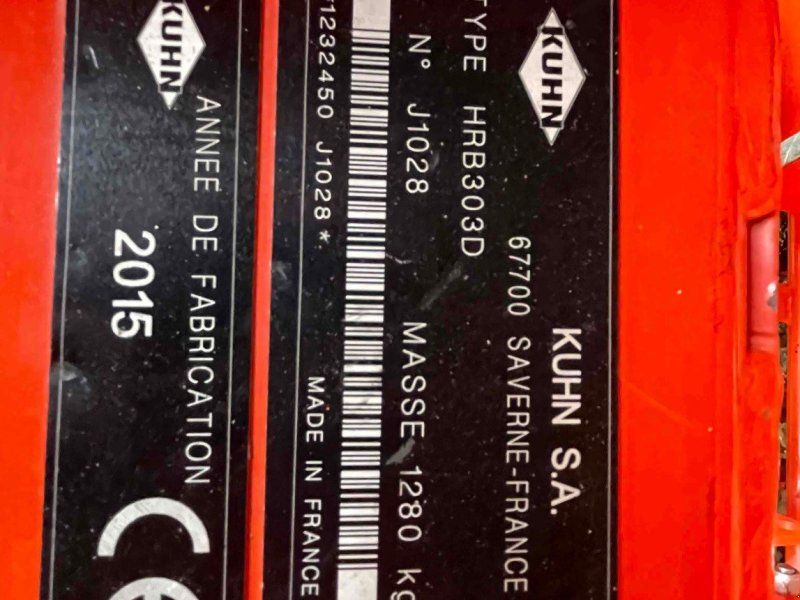 KUHN
KUHN S.A.
67700 SAVERNE-FRANCE
TYPE HRB303D
N° J1028 MASSE 1280 kg
1232450 J1028 *
MADE IN FRANCE
KUHN
ANNEE DE FABRICATION
2015
CE